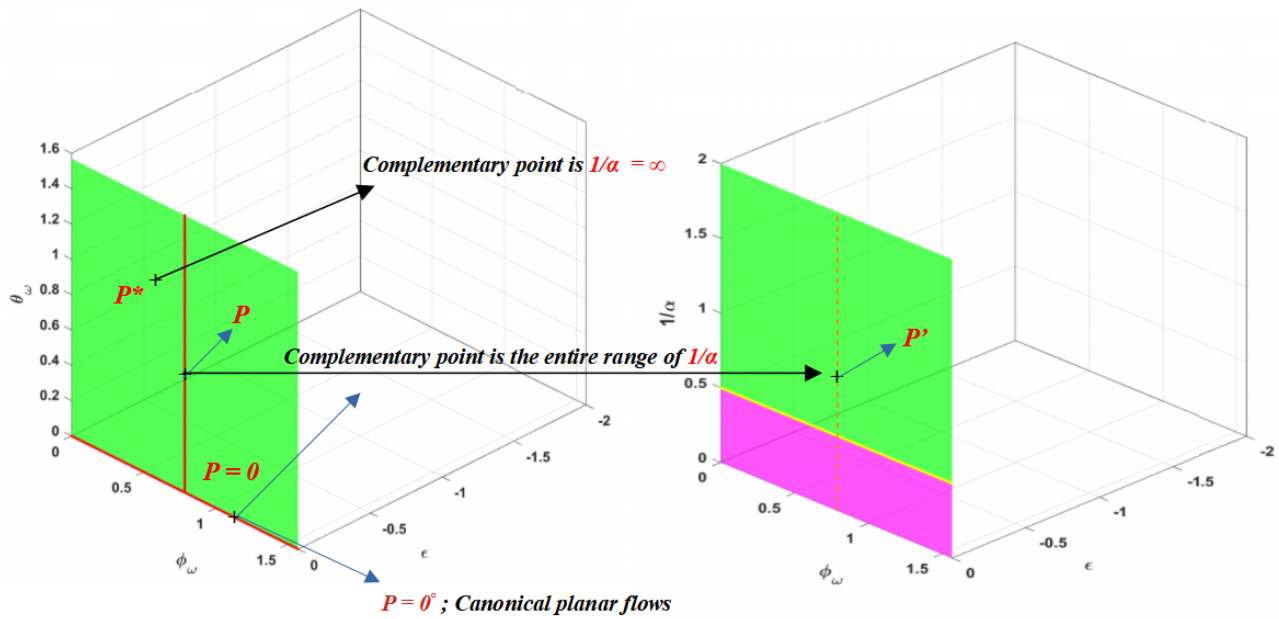 Complementary point is 1/α = ∞
1.6
1.4
1.2
1
0.8
0.6
0.4
0.2
0
θω
P*
P
Complementary point is the entire range of 1/α
P = 0
0
0.5
1
1.5
ϕω
0
-0.5
-1
-1.5
-2
ϵ
P = 0° ; Canonical planar flows
2
1.5
1
0.5
0
1/α
P’
0
0.5
1
1.5
ϕω
0
-0.5
-1
-1.5
-2
ϵ